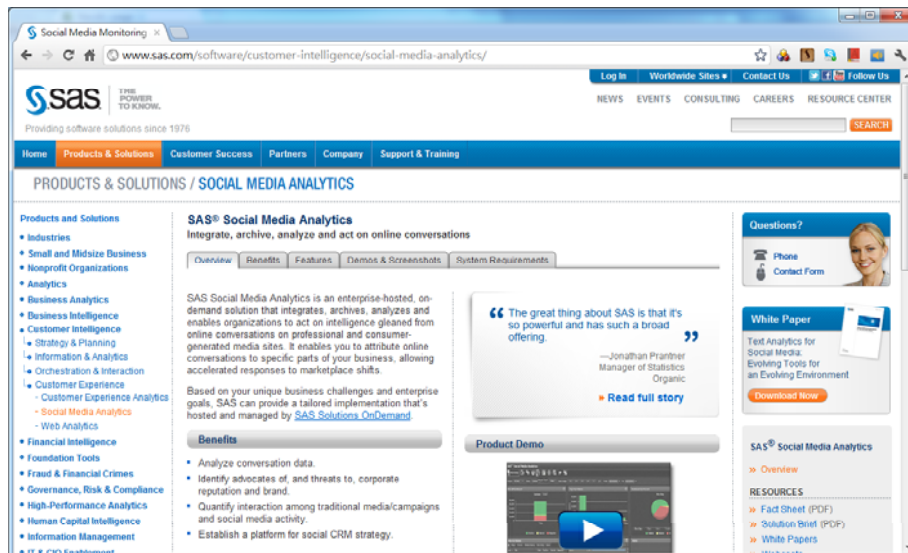 Social Media Monitoring
www.sas.com/software/customer-intelligence/social-media-analytics/
Log In Worldwide Sites Contact Us Follow Us
sas THE POWER TO KNOW.
NEWS EVENTS CONSULTING CAREERS RESOURCE CENTER
Providing software solutions since 1976
SEARCH
Home Products & Solutions Customer Success Partners Company Support & Training
PRODUCTS & SOLUTIONS / SOCIAL MEDIA ANALYTICS
Products and Solutions
Industries
Small and Midsize Business
Nonprofit Organizations
Analytics
Business Analytics
Business Intelligence
Customer Intelligence
Strategy & Planning
Information & Analytics
Orchestration & Interaction
Customer Experience
- Customer Experience Analytics
- Social Media Analytics
- Web Analytics
Financial Intelligence
Foundation Tools
Fraud & Financial Crimes
Governance, Risk & Compliance
High-Performance Analytics
Human Capital Intelligence
Information Management
IT & CIO Enablement
SAS® Social Media Analytics
Integrate, archive, analyze and act on online conversations
Overview Benefits Features Demos & Screenshots System Requirements
SAS Social Media Analytics is an enterprise-hosted, on-
demand solution that integrates, archives, analyzes and
enables organizations to act on intelligence gleaned from
online conversations on professional and consumer-
generated media sites. It enables you to attribute online
conversations to specific parts of your business, allowing
accelerated responses to marketplace shifts.
Based on your unique business challenges and enterprise
goals, SAS can provide a tailored implementation that's
hosted and managed by SAS Solutions OnDemand.
Benefits
Analyze conversation data.
Identify advocates of, and threats to, corporate
reputation and brand.
Quantify interaction among traditional media/campaigns
and social media activity.
Establish a platform for social CRM strategy.
“ The great thing about SAS is that it's
so powerful and has such a broad
offering. ”
—Jonathan Prantner
Manager of Statistics
Organic
» Read full story
Product Demo
Questions?
Phone
Contact Form
White Paper
Text Analytics for
Social Media:
Evolving Tools for
an Evolving Environment
Download Now
SAS® Social Media Analytics
» Overview
RESOURCES
» Fact Sheet (PDF)
» Solution Brief (PDF)
» White Papers
» Webcasts